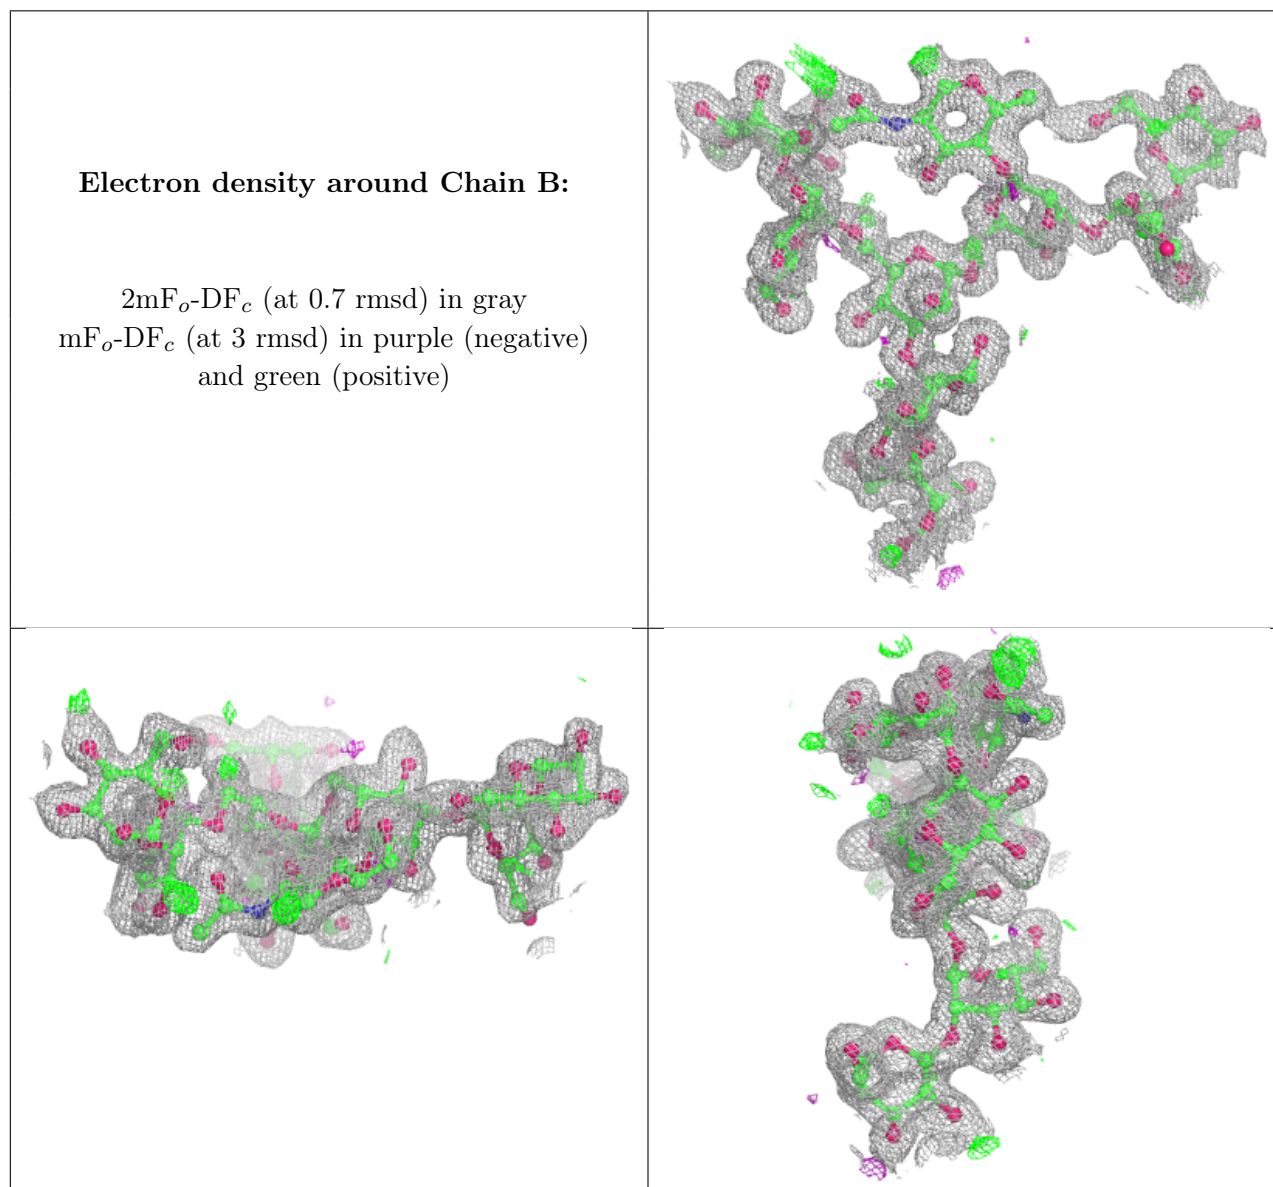 Electron density around Chain B:
2mFo-DFc (at 0.7 rmsd) in gray
mFo-DFc (at 3 rmsd) in purple (negative)
and green (positive)